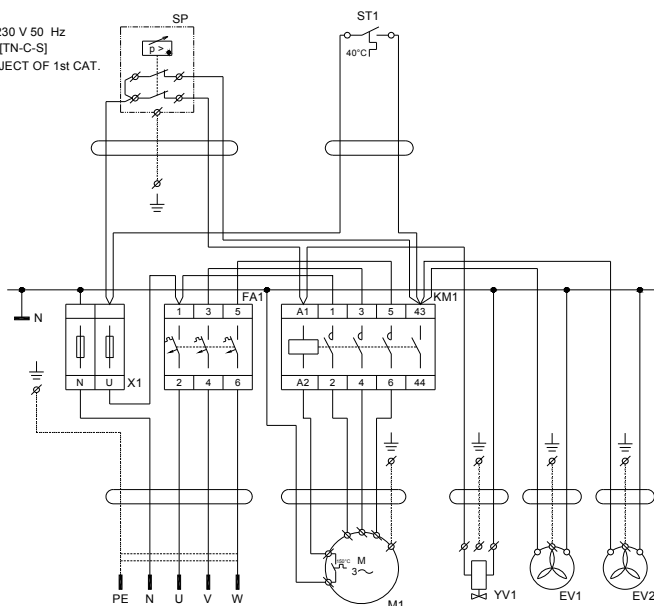 SP
ST1
230 V 50 Hz
[TN-C-S]
JECT OF 1st CAT.
p >
40°C
FA1
KM1
N
1 3 5
A1 1 3 5 43
N U
X1
2 4 6
A2 2 4 6 44
150°C
M
3~
PE N U V W
M1
YV1
EV1
EV2